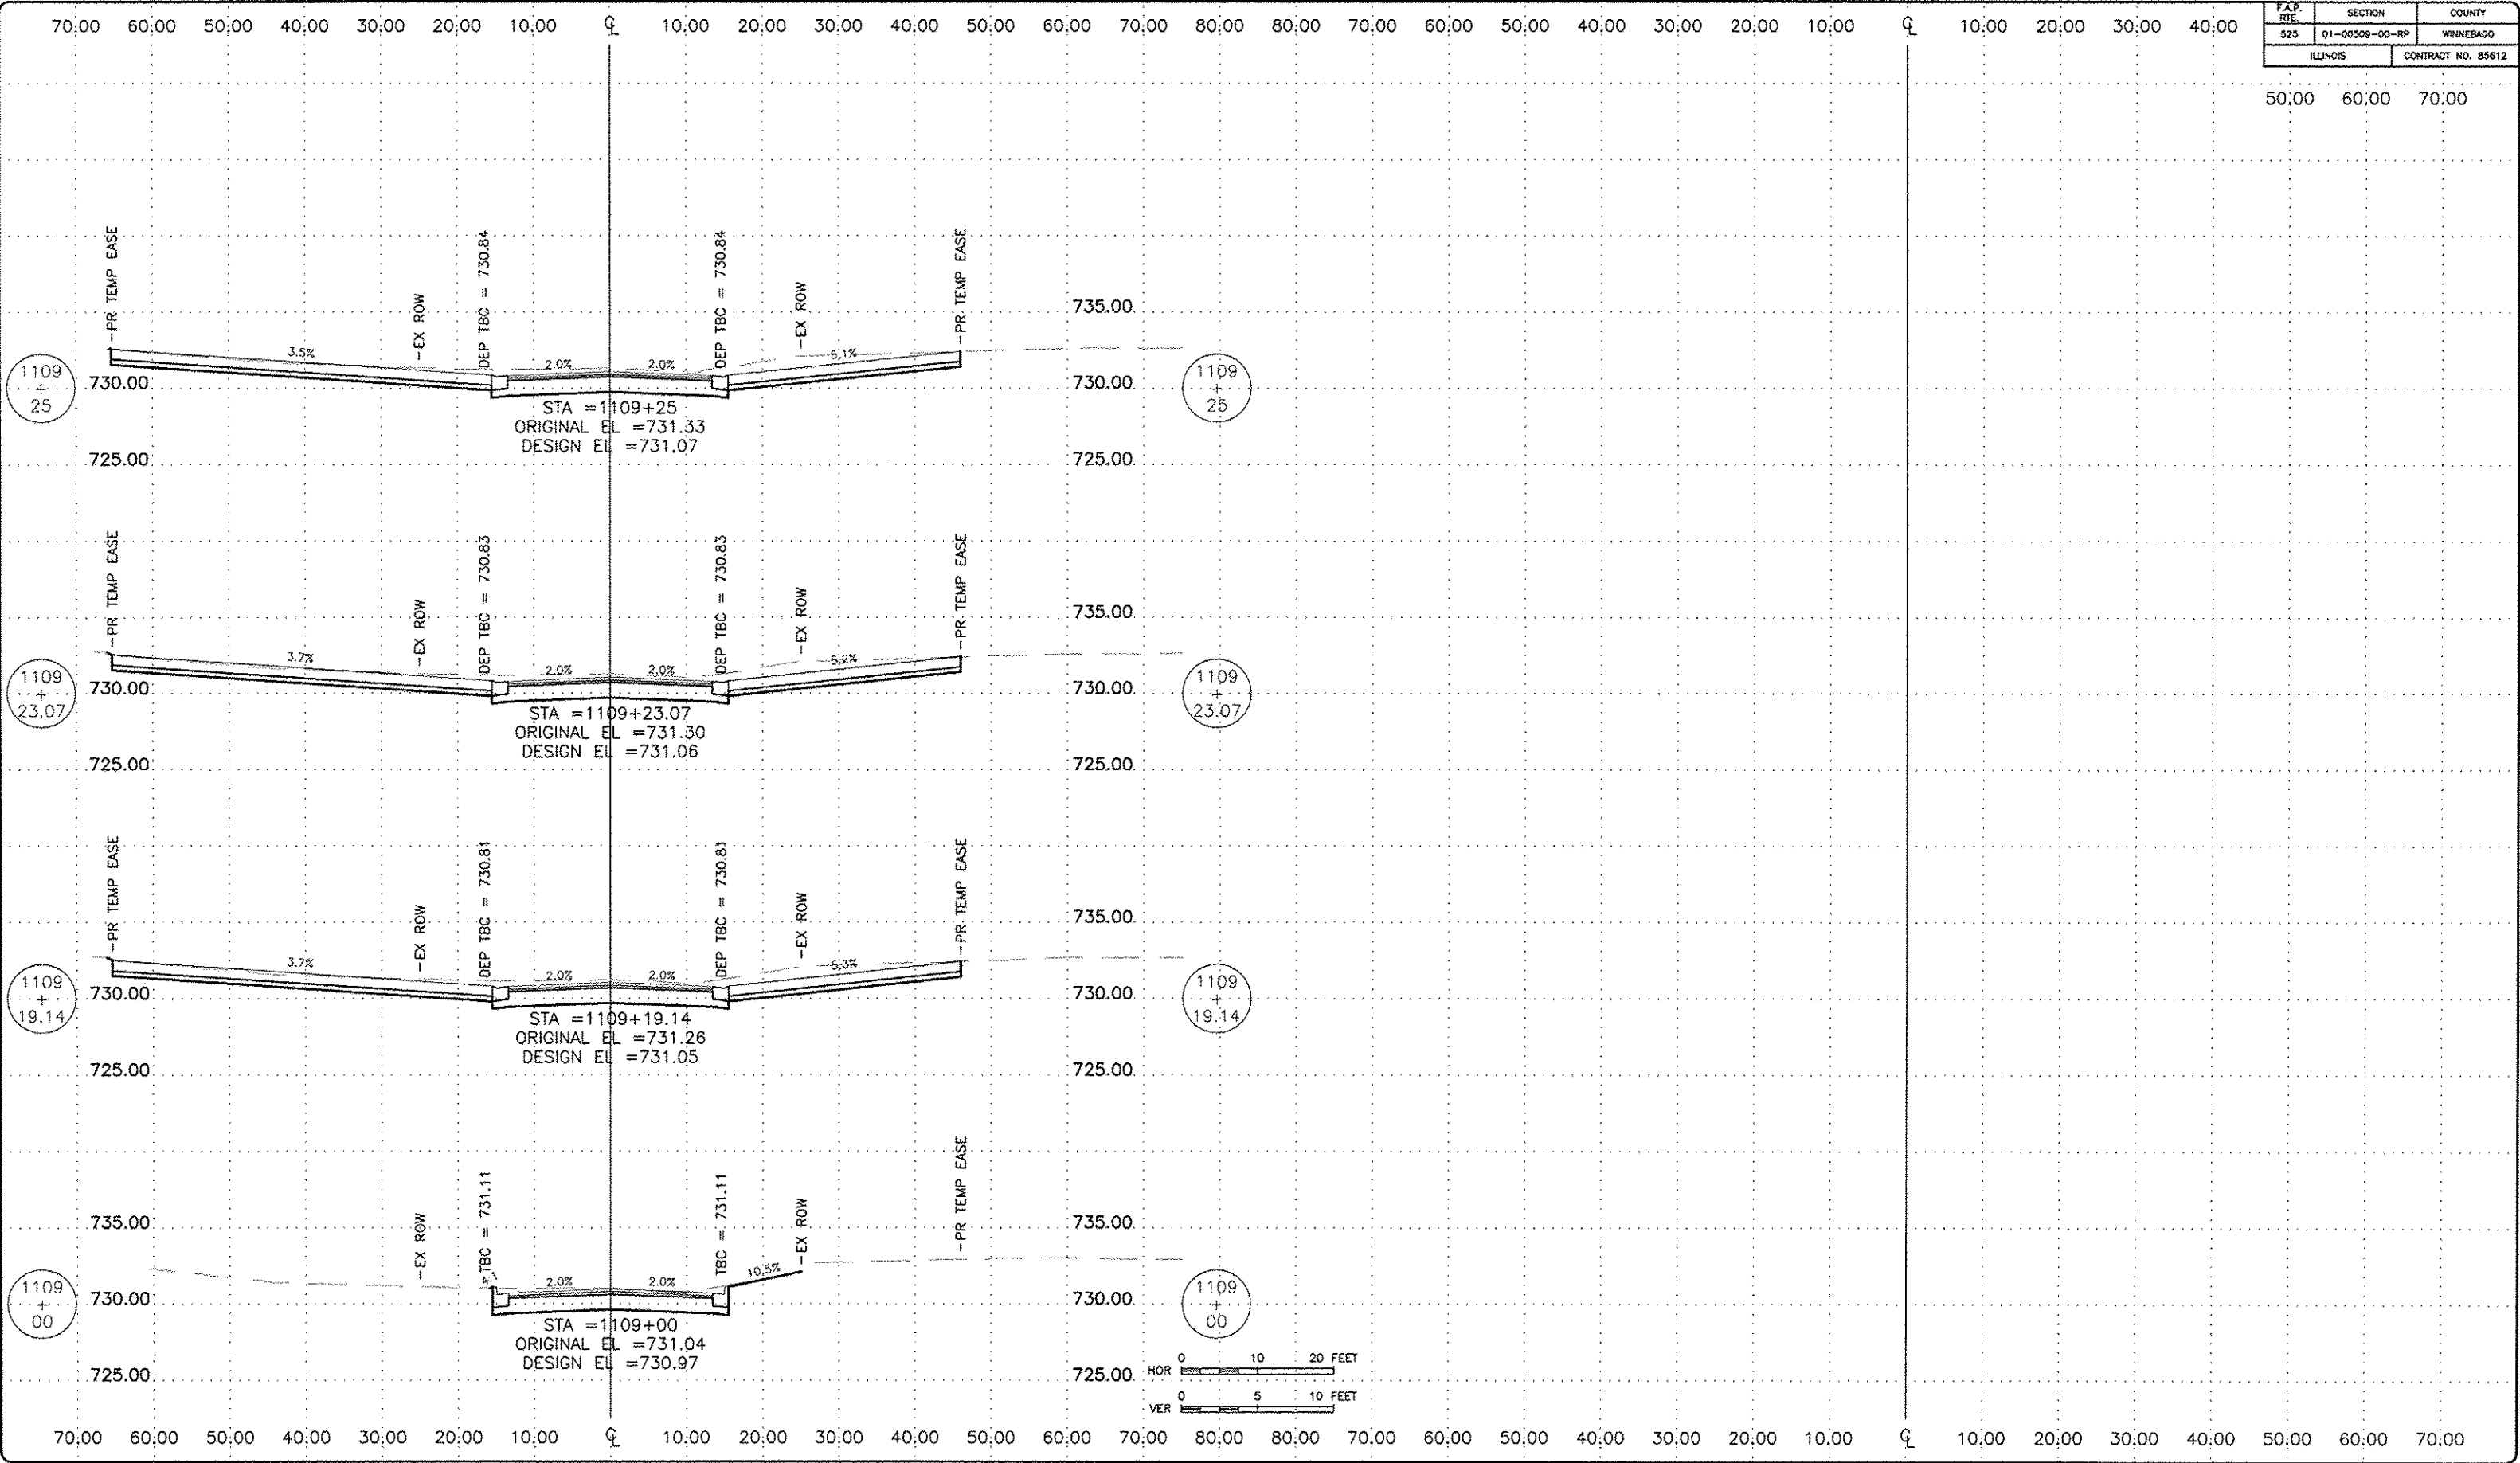 70:00 60:00 50:00 40:00 30:00 20:00 10:00 ℄ 10:00 20:00 30:00 40:00 50:00 60:00 70:00 80:00 80:00 70:00 60:00 50:00 40:00 30:00 20:00 10:00 ℄ 10:00 20:00 30:00 40:00
F.A.P. RTE. SECTION COUNTY
525 01-00509-00-RP WINNEBAGO
ILLINOIS CONTRACT NO. 85612
50:00 60:00 70:00
PR TEMP EASE
EX ROW
DEP TBC = 730.84
DEP TBC = 730.84
EX ROW
PR TEMP EASE
735.00
3.5% 2.0% 2.0% 5.1%
1109 + 25
730.00 730.00
1109 + 25
STA =1109+25
ORIGINAL EL =731.33
DESIGN EL =731.07
725.00 725.00
PR TEMP EASE
EX ROW
DEP TBC = 730.83
DEP TBC = 730.83
EX ROW
PR TEMP EASE
735.00
3.7% 2.0% 2.0% 5.2%
1109 + 23.07
730.00 730.00
1109 + 23.07
STA =1109+23.07
ORIGINAL EL =731.30
DESIGN EL =731.06
725.00 725.00
PR TEMP EASE
EX ROW
DEP TBC = 730.81
DEP TBC = 730.81
EX ROW
PR TEMP EASE
735.00
3.7% 2.0% 2.0% 5.3%
1109 + 19.14
730.00 730.00
1109 + 19.14
STA =1109+19.14
ORIGINAL EL =731.26
DESIGN EL =731.05
725.00 725.00
EX ROW
TBC = 731.11
TBC = 731.11
EX ROW
PR TEMP EASE
735.00 735.00
2.0% 2.0% 10.5%
1109 + 00
730.00 730.00
1109 + 00
STA =1109+00
ORIGINAL EL =731.04
DESIGN EL =730.97
725.00 725.00
HOR 0 10 20 FEET
VER 0 5 10 FEET
70:00 60:00 50:00 40:00 30:00 20:00 10:00 ℄ 10:00 20:00 30:00 40:00 50:00 60:00 70:00 80:00 80:00 70:00 60:00 50:00 40:00 30:00 20:00 10:00 ℄ 10:00 20:00 30:00 40:00 50:00 60:00 70:00